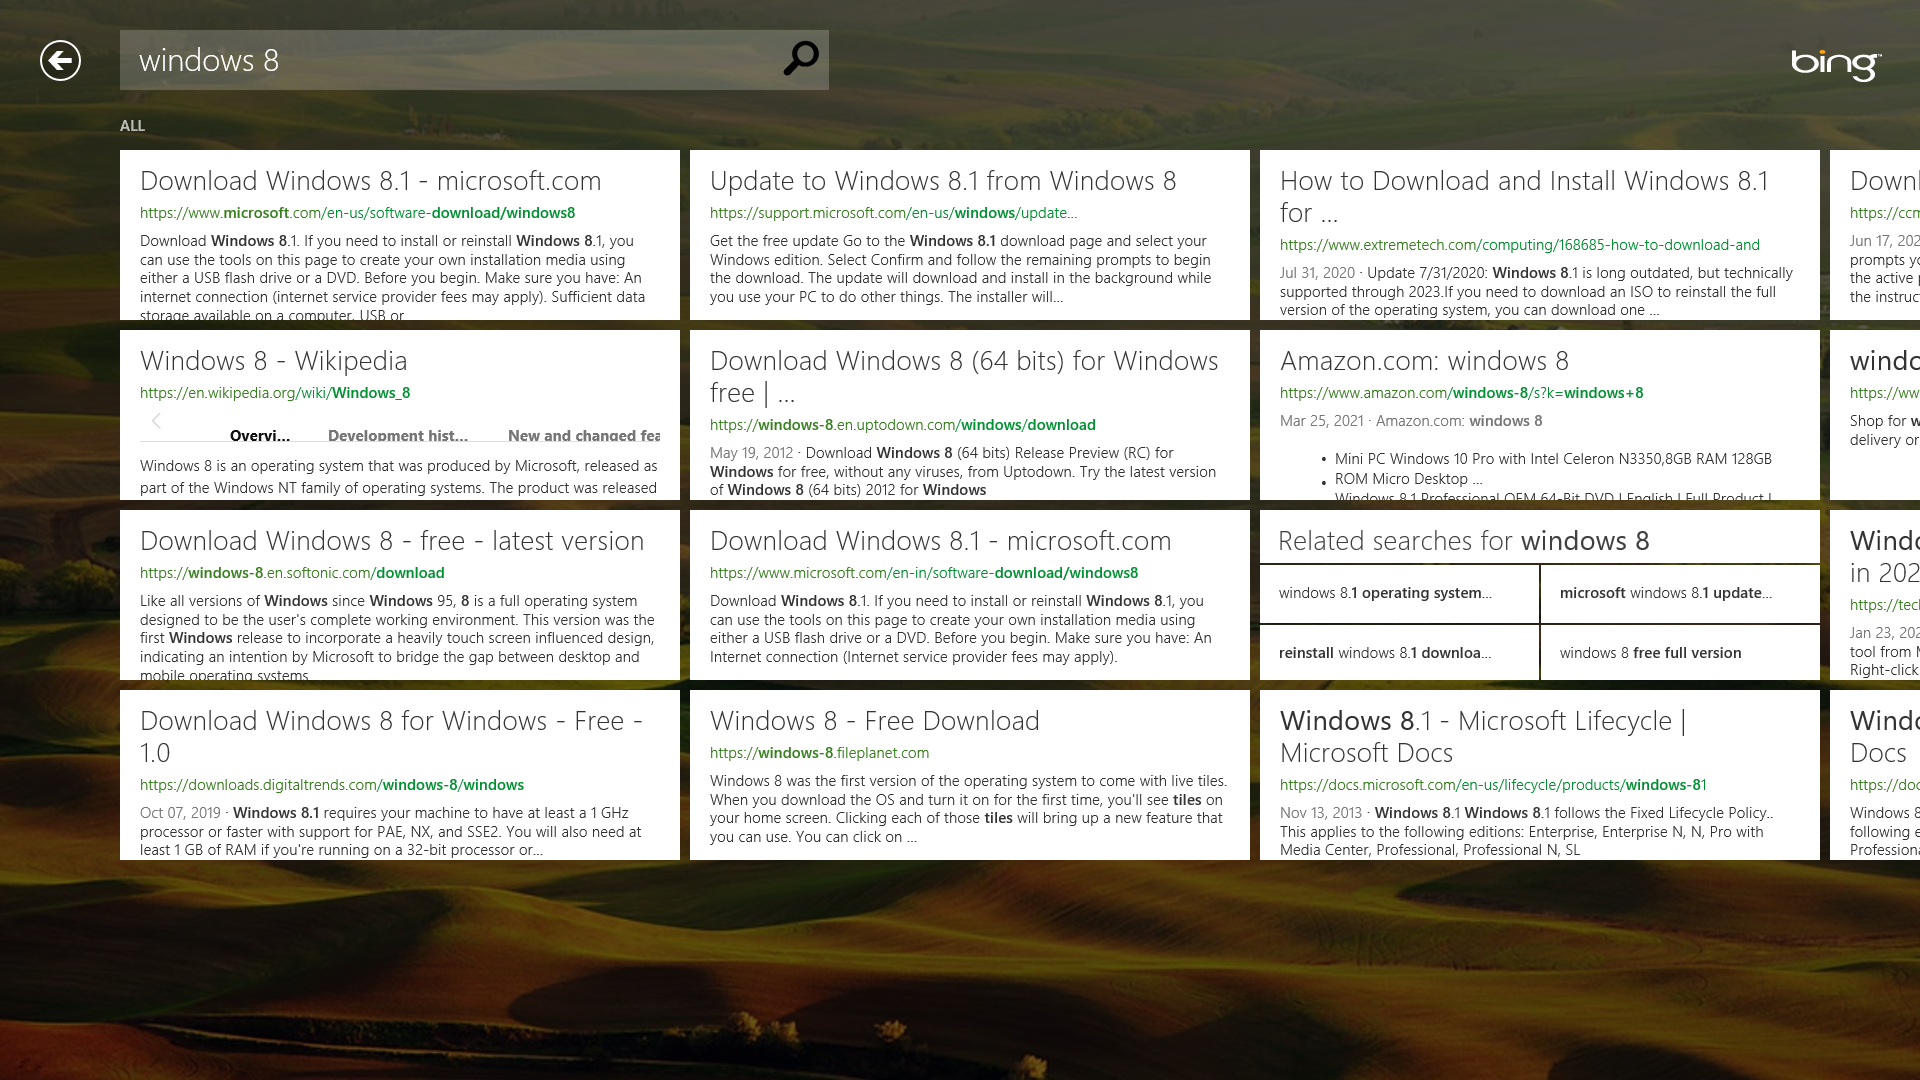 windows 8
bing
ALL
Download Windows 8.1 - microsoft.com
https://www.microsoft.com/en-us/software-download/windows8
Download Windows 8.1. If you need to install or reinstall Windows 8.1, you
can use the tools on this page to create your own installation media using
either a USB flash drive or a DVD. Before you begin. Make sure you have: An
internet connection (internet service provider fees may apply). Sufficient data
storage available on a computer, USB or
Windows 8 - Wikipedia
https://en.wikipedia.org/wiki/Windows_8
Overvi... Development hist... New and changed fea
Windows 8 is an operating system that was produced by Microsoft, released as
part of the Windows NT family of operating systems. The product was released
Download Windows 8 - free - latest version
https://windows-8.en.softonic.com/download
Like all versions of Windows since Windows 95, 8 is a full operating system
designed to be the user's complete working environment. This version was the
first Windows release to incorporate a heavily touch screen influenced design,
indicating an intention by Microsoft to bridge the gap between desktop and
mobile operating systems
Download Windows 8 for Windows - Free -
1.0
https://downloads.digitaltrends.com/windows-8/windows
Oct 07, 2019 · Windows 8.1 requires your machine to have at least a 1 GHz
processor or faster with support for PAE, NX, and SSE2. You will also need at
least 1 GB of RAM if you're running on a 32-bit processor or...
Update to Windows 8.1 from Windows 8
https://support.microsoft.com/en-us/windows/update...
Get the free update Go to the Windows 8.1 download page and select your
Windows edition. Select Confirm and follow the remaining prompts to begin
the download. The update will download and install in the background while
you use your PC to do other things. The installer will...
Download Windows 8 (64 bits) for Windows
free | ...
https://windows-8.en.uptodown.com/windows/download
May 19, 2012 · Download Windows 8 (64 bits) Release Preview (RC) for
Windows for free, without any viruses, from Uptodown. Try the latest version
of Windows 8 (64 bits) 2012 for Windows
Download Windows 8.1 - microsoft.com
https://www.microsoft.com/en-in/software-download/windows8
Download Windows 8.1. If you need to install or reinstall Windows 8.1, you
can use the tools on this page to create your own installation media using
either a USB flash drive or a DVD. Before you begin. Make sure you have: An
Internet connection (Internet service provider fees may apply).
Windows 8 - Free Download
https://windows-8.fileplanet.com
Windows 8 was the first version of the operating system to come with live tiles.
When you download the OS and turn it on for the first time, you'll see tiles on
your home screen. Clicking each of those tiles will bring up a new feature that
you can use. You can click on ...
How to Download and Install Windows 8.1
for ...
https://www.extremetech.com/computing/168685-how-to-download-and
Jul 31, 2020 · Update 7/31/2020: Windows 8.1 is long outdated, but technically
supported through 2023.If you need to download an ISO to reinstall the full
version of the operating system, you can download one ...
Amazon.com: windows 8
https://www.amazon.com/windows-8/s?k=windows+8
Mar 25, 2021 · Amazon.com: windows 8
• Mini PC Windows 10 Pro with Intel Celeron N3350,8GB RAM 128GB
• ROM Micro Desktop ...
Windows 8.1 Professional OEM 64-Bit DVD | English | Full Product |
Related searches for windows 8
windows 8.1 operating system...
microsoft windows 8.1 update...
reinstall windows 8.1 downloa...
windows 8 free full version
Windows 8.1 - Microsoft Lifecycle |
Microsoft Docs
https://docs.microsoft.com/en-us/lifecycle/products/windows-81
Nov 13, 2013 · Windows 8.1 Windows 8.1 follows the Fixed Lifecycle Policy..
This applies to the following editions: Enterprise, Enterprise N, N, Pro with
Media Center, Professional, Professional N, SL
Downl
https://ccm
Jun 17, 202
prompts yo
the active p
the instruc
windo
https://ww
Shop for w
delivery or
Windo
in 202
https://tecl
Jan 23, 202
tool from M
Right-click
Windo
Docs
https://doc
Windows 8
following e
Professiona